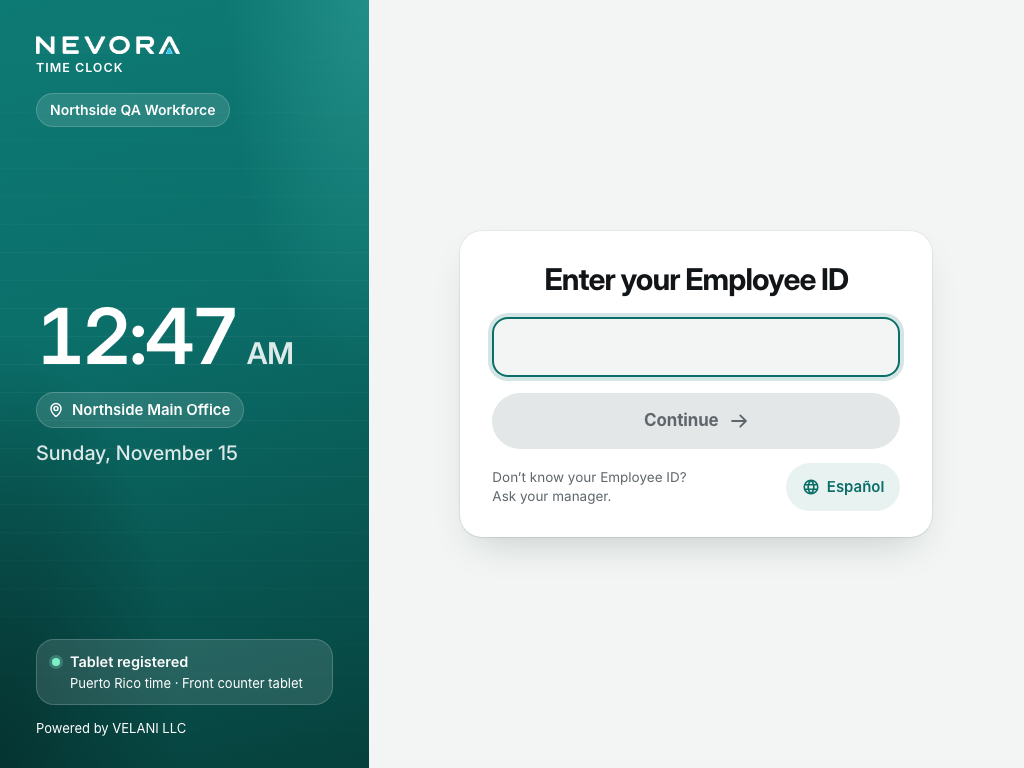 NEVORA
TIME CLOCK
Northside QA Workforce
12:47 AM
Northside Main Office
Sunday, November 15
Tablet registered
Puerto Rico time · Front counter tablet
Powered by VELANI LLC
Enter your Employee ID
Continue →
Don’t know your Employee ID?
Ask your manager.
Español